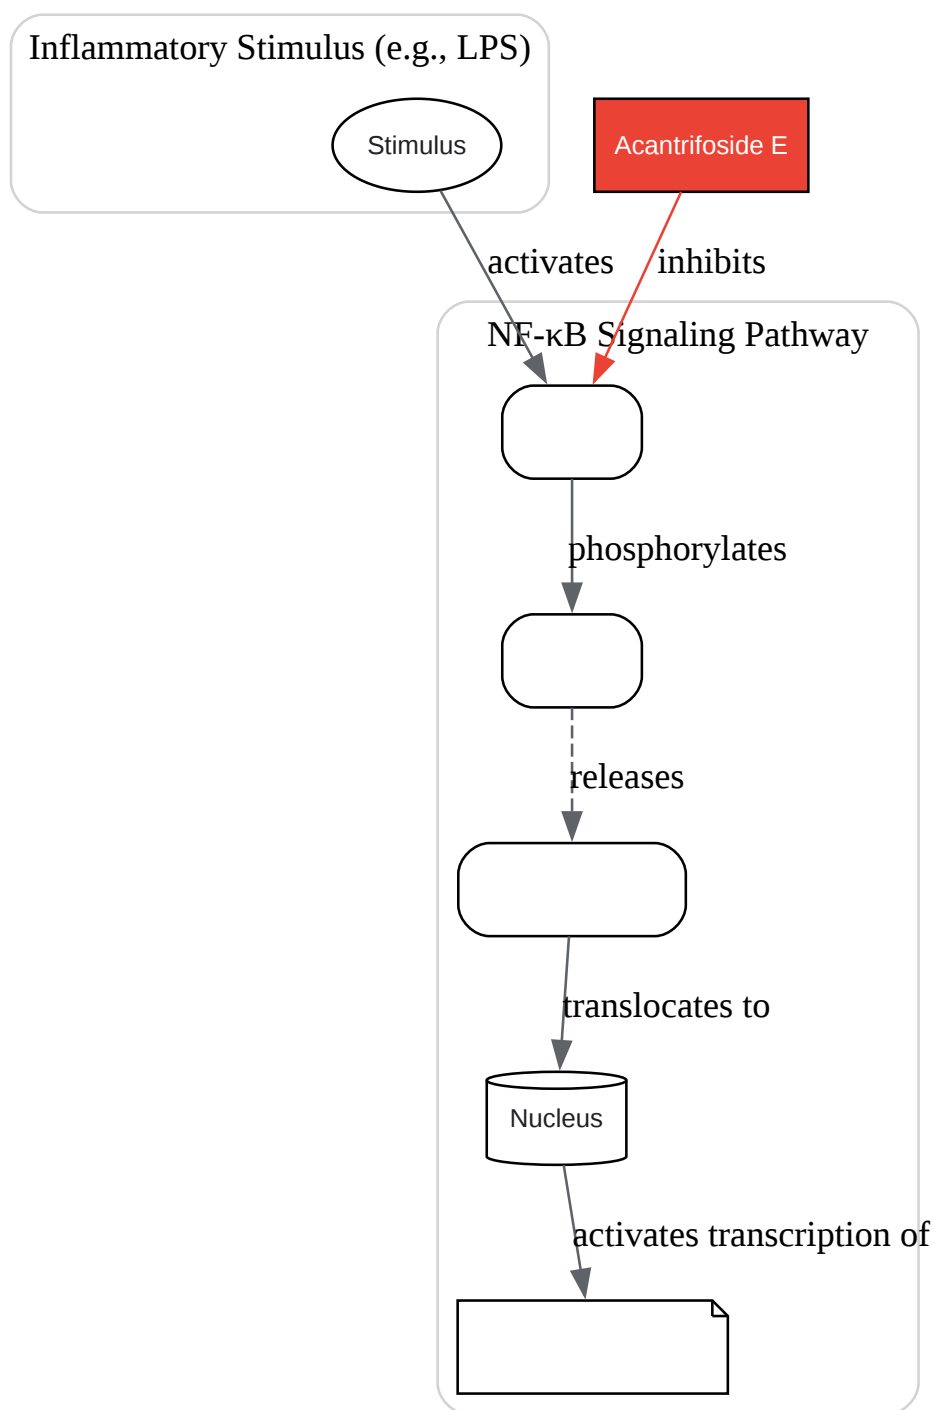 Inflammatory Stimulus (e.g., LPS)
Stimulus
Acantrifoside E
activates
inhibits
NF-κB Signaling Pathway
phosphorylates
releases
translocates to
Nucleus
activates transcription of